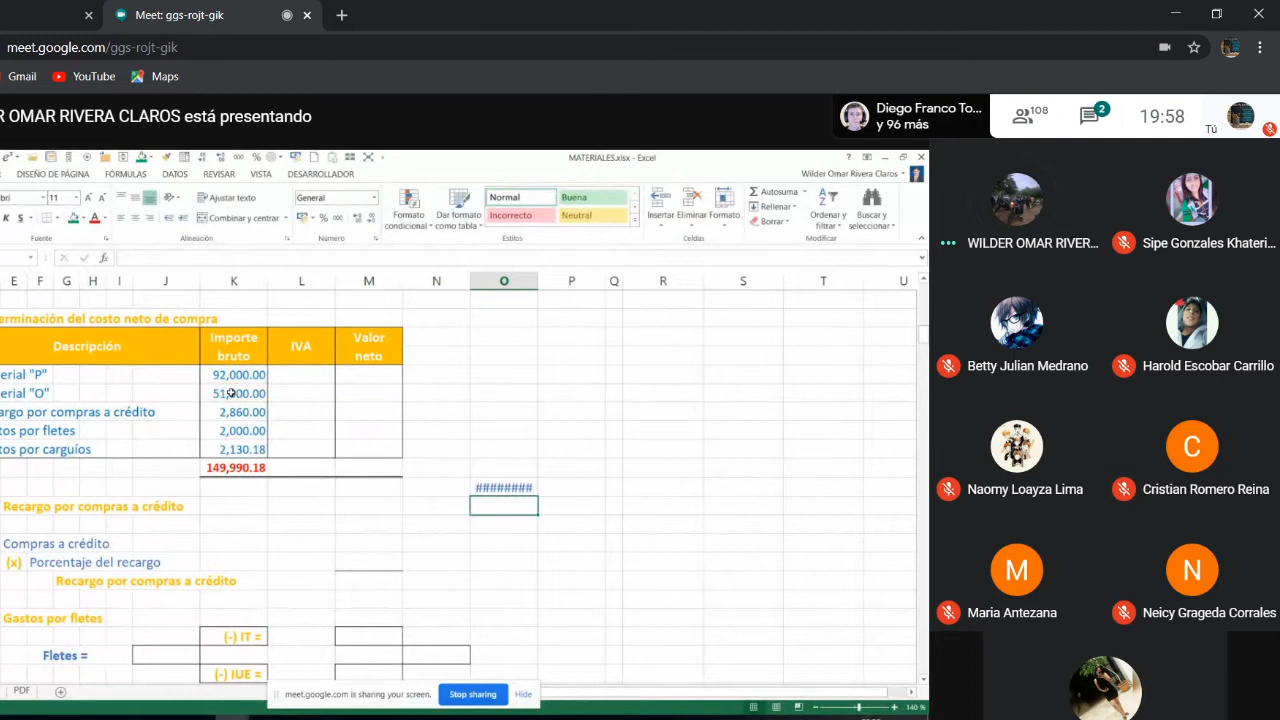 Meet: ggs-rojt-gik
meet.google.com/ggs-rojt-gik
Gmail
YouTube
Maps
R OMAR RIVERA CLAROS está presentando
Diego Franco To...
y 96 más
108
2
19:58
Tú
MATERIALES.xlsx - Excel
DISEÑO DE PÁGINA
FÓRMULAS
DATOS
REVISAR
VISTA
DESARROLLADOR
Wilder Omar Rivera Claros
bri
11
Ajustar texto
General
Normal
Buena
Autosuma
Rellenar
K S
Combinar y centrar
Incorrecto
Neutral
Borrar
Formato condicional
Dar formato como tabla
Insertar Eliminar Formato
Ordenar y filtrar
Buscar y seleccionar
Fuente
Alineación
Número
Estilos
Celdas
Modificar
E F G H I J K L M N O P Q R S T U
erminación del costo neto de compra
Descripción
Importe bruto
IVA
Valor neto
erial "P" 92,000.00
erial "O" 51,000.00
argo por compras a crédito 2,860.00
tos por fletes 2,000.00
tos por carguíos 2,130.18
149,990.18
########
Recargo por compras a crédito
Compras a crédito
(x) Porcentaje del recargo
Recargo por compras a crédito
Gastos por fletes
(-) IT =
Fletes =
(-) IUE =
PDF
meet.google.com is sharing your screen.
Stop sharing
Hide
140 %
WILDER OMAR RIVER...
Sipe Gonzales Khateri...
Betty Julian Medrano
Harold Escobar Carrillo
Naomy Loayza Lima
C
Cristian Romero Reina
M
Maria Antezana
N
Neicy Grageda Corrales